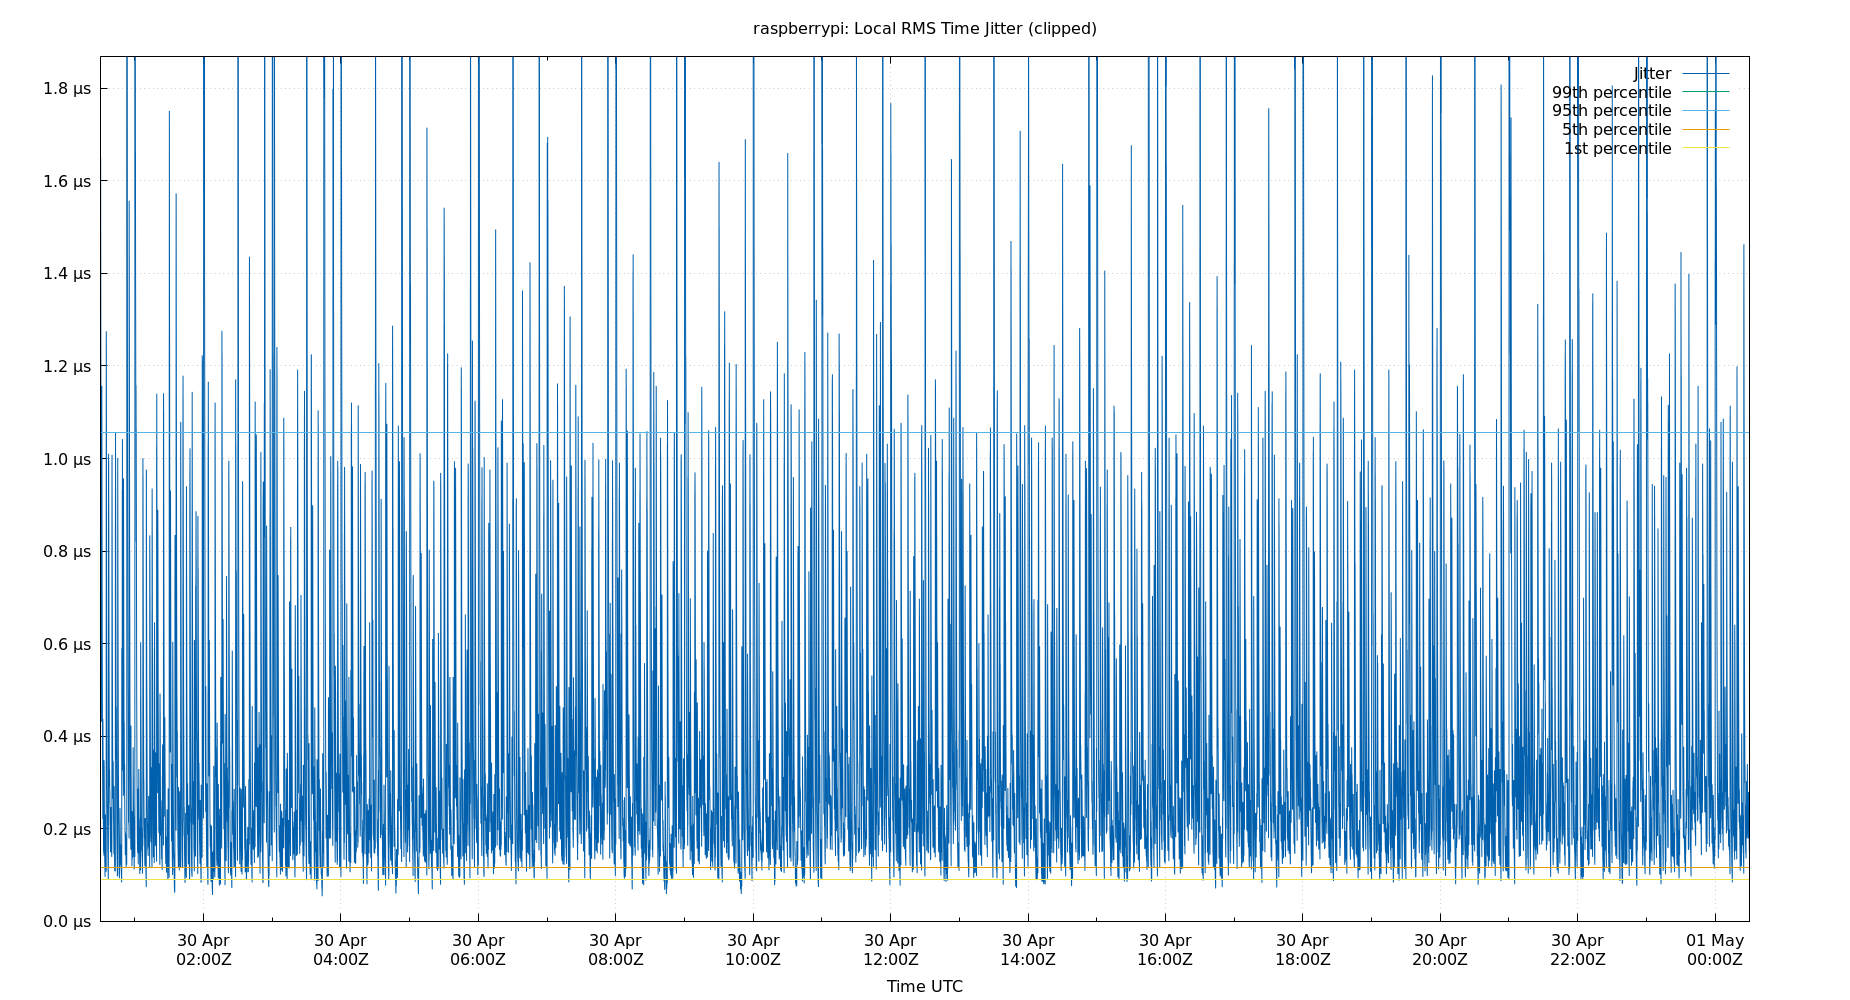 raspberrypi: Local RMS Time Jitter (clipped)
Jitter
99th percentile
95th percentile
5th percentile
1st percentile
1.8 µs
1.6 µs
1.4 µs
1.2 µs
1.0 µs
0.8 µs
0.6 µs
0.4 µs
0.2 µs
0.0 µs
30 Apr 30 Apr 30 Apr 30 Apr 30 Apr 30 Apr 30 Apr 30 Apr 30 Apr 30 Apr 30 Apr 01 May
02:00Z 04:00Z 06:00Z 08:00Z 10:00Z 12:00Z 14:00Z 16:00Z 18:00Z 20:00Z 22:00Z 00:00Z
Time UTC